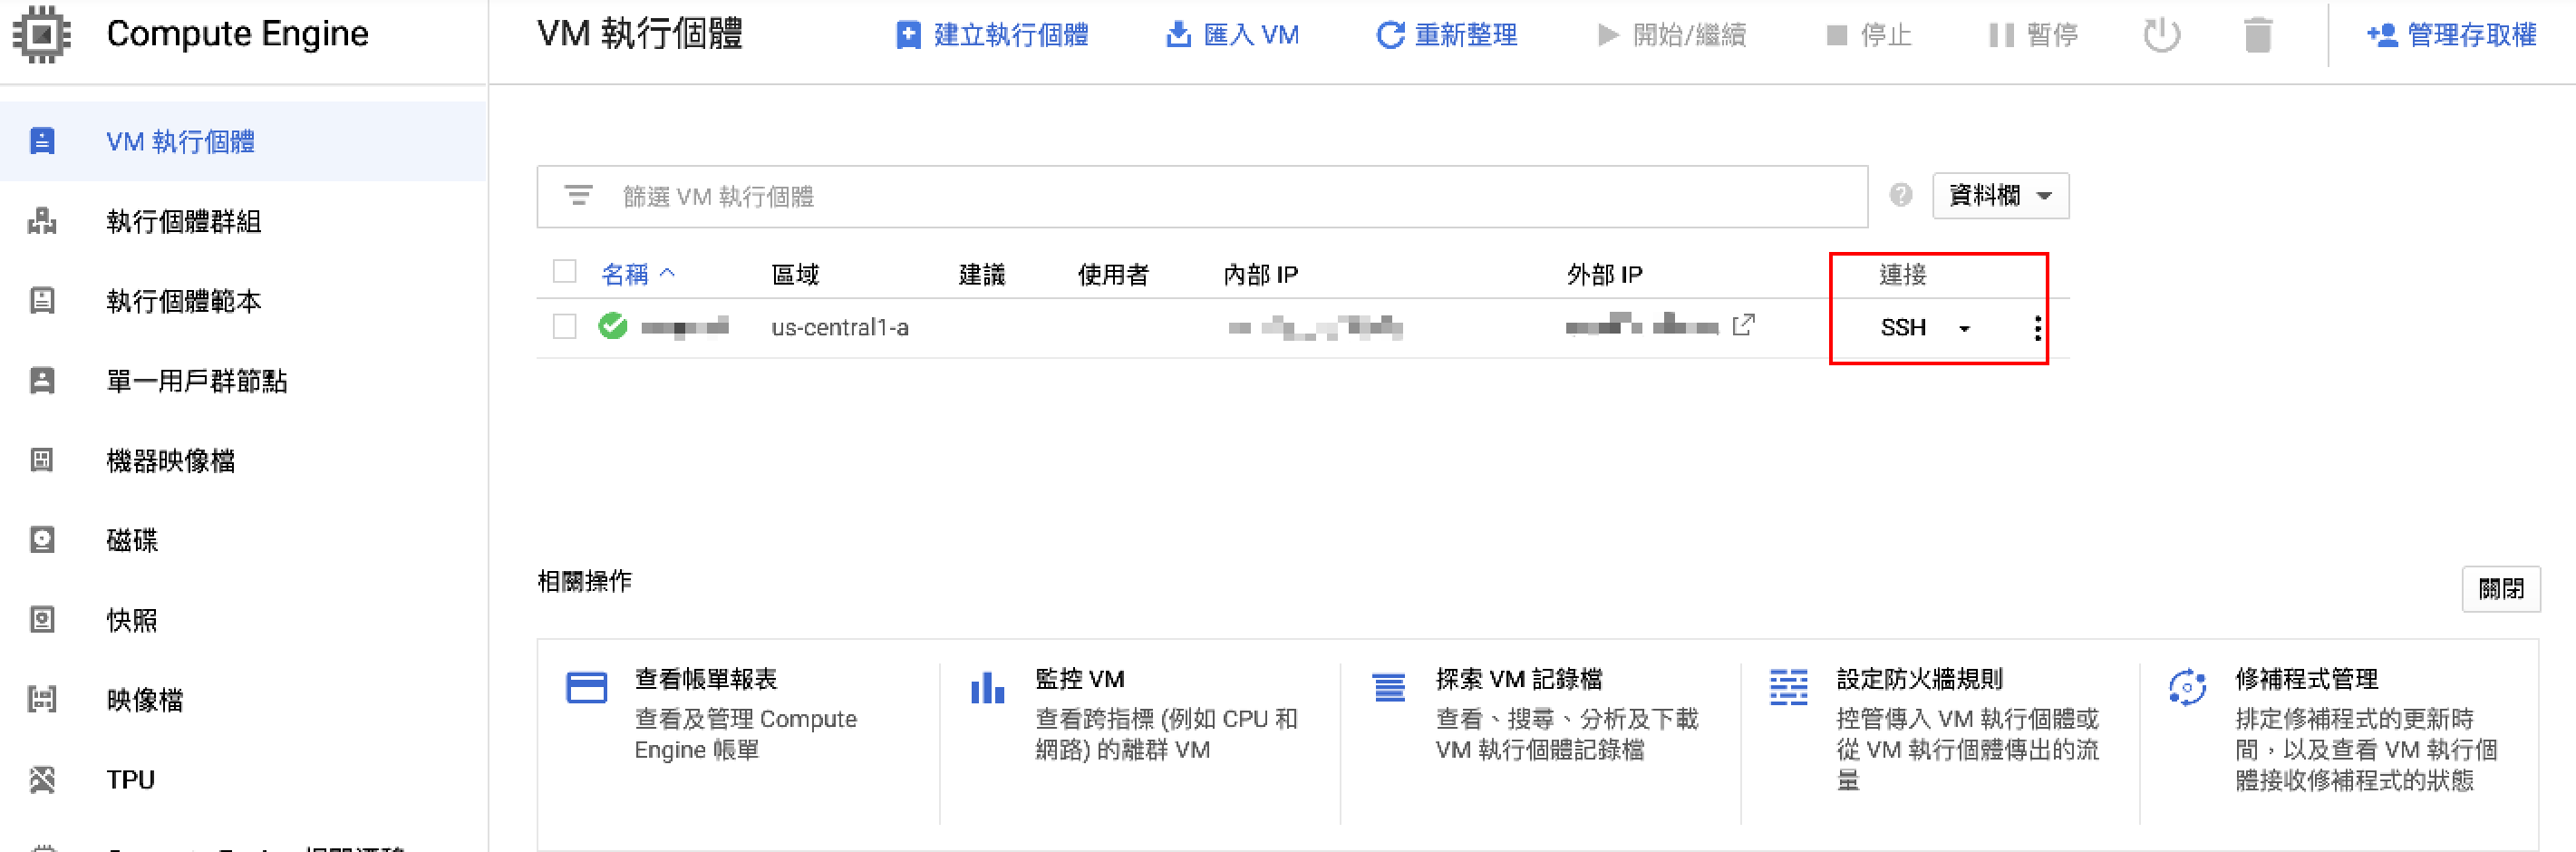 Compute Engine
VM 執行個體
建立執行個體
匯入 VM
重新整理
開始/繼續
停止
暫停
管理存取權
VM 執行個體
執行個體群組
執行個體範本
單一用戶群節點
機器映像檔
磁碟
快照
映像檔
TPU
篩選 VM 執行個體
資料欄
名稱
區域
建議
使用者
內部 IP
外部 IP
連接
us-central1-a
SSH
相關操作
關閉
查看帳單報表
查看及管理 Compute
Engine 帳單
監控 VM
查看跨指標 (例如 CPU 和
網路) 的離群 VM
探索 VM 記錄檔
查看、搜尋、分析及下載
VM 執行個體記錄檔
設定防火牆規則
控管傳入 VM 執行個體或
從 VM 執行個體傳出的流
量
修補程式管理
排定修補程式的更新時
間，以及查看 VM 執行個
體接收修補程式的狀態